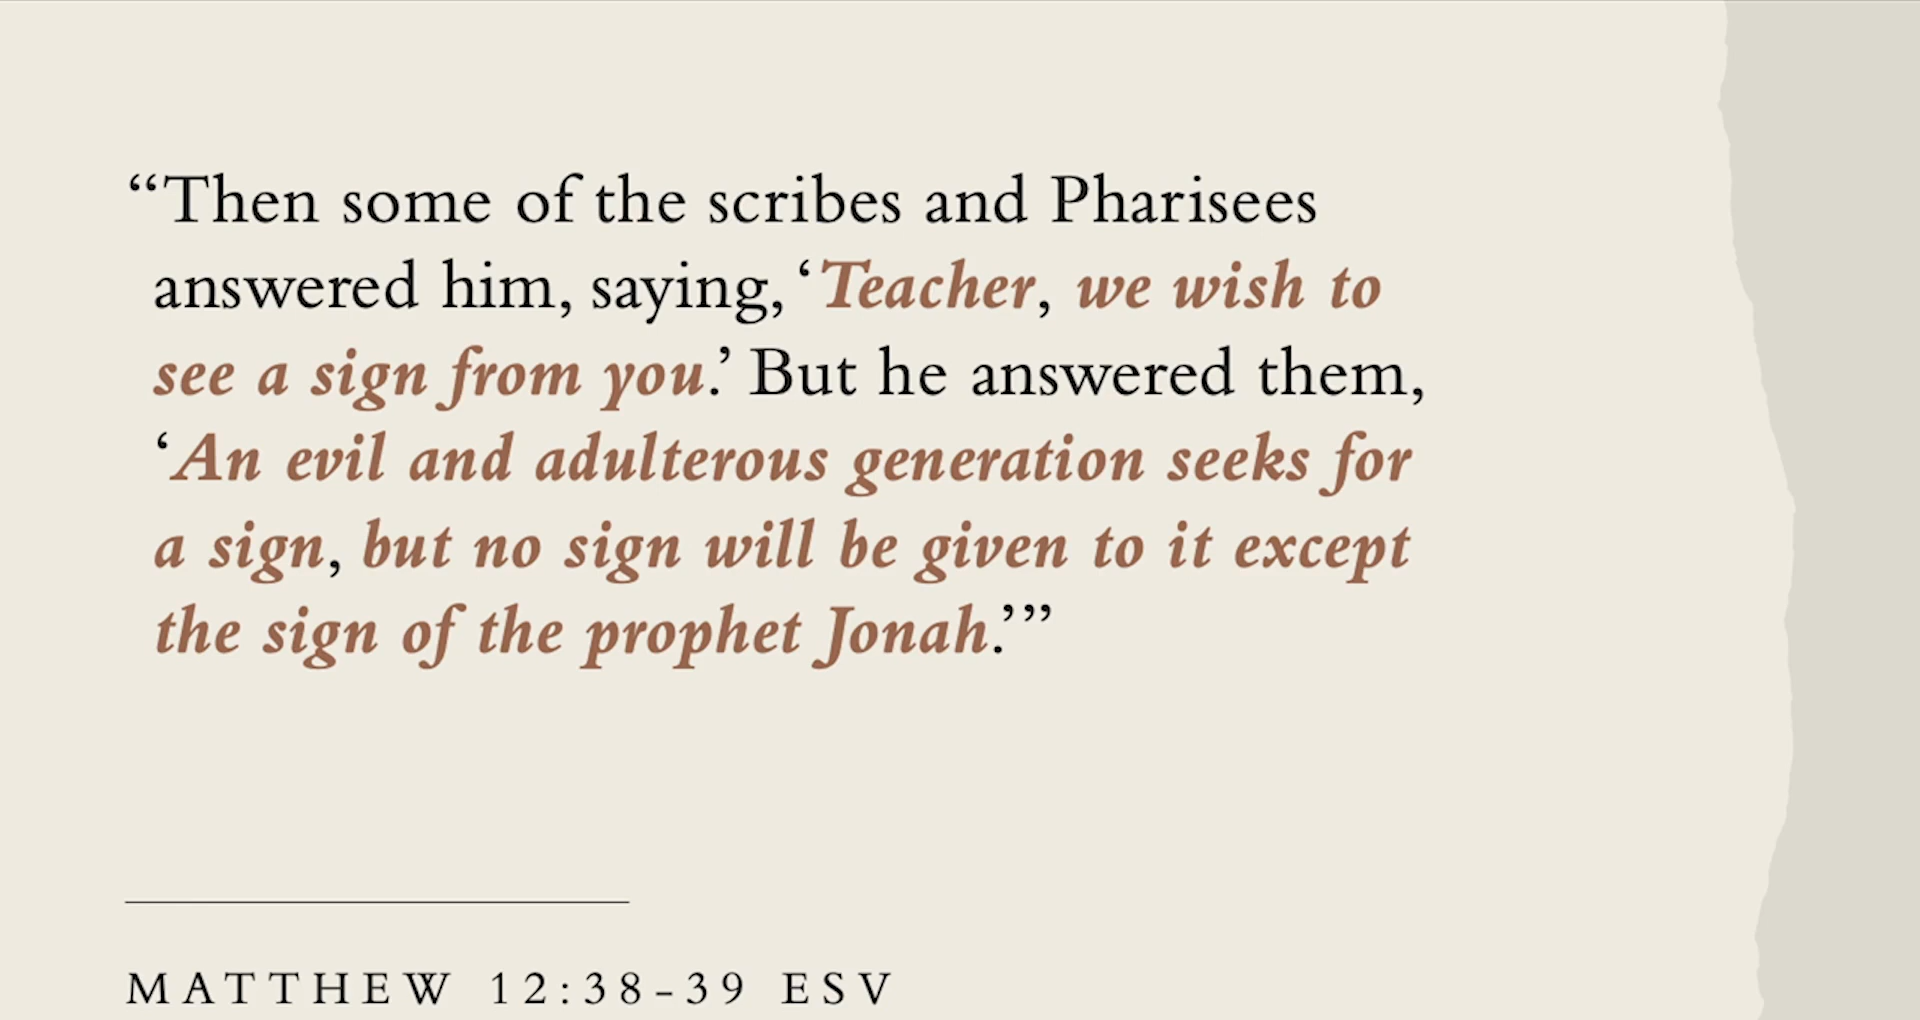 “Then some of the scribes and Pharisees
answered him, saying, ‘Teacher, we wish to
see a sign from you.’ But he answered them,
‘An evil and adulterous generation seeks for
a sign, but no sign will be given to it except
the sign of the prophet Jonah.’”
MATTHEW 12:38-39 ESV